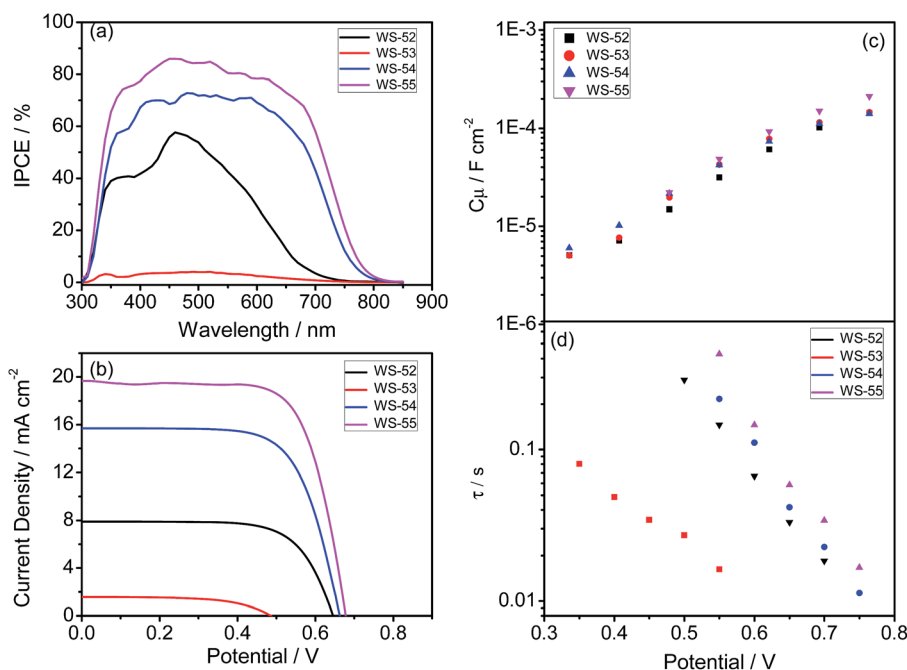 (a)
WS-52
WS-53
WS-54
WS-55
100
80
60
40
20
0
IPCE / %
300 400 500 600 700 800 900
Wavelength / nm
(b)
WS-52
WS-53
WS-54
WS-55
20
16
12
8
4
0
Current Density / mA cm⁻²
0.0 0.2 0.4 0.6 0.8
Potential / V
(c)
WS-52
WS-53
WS-54
WS-55
1E-3
1E-4
1E-5
1E-6
Cμ / F cm⁻²
(d)
WS-52
WS-53
WS-54
WS-55
0.1
0.01
τ / s
0.3 0.4 0.5 0.6 0.7 0.8
Potential / V